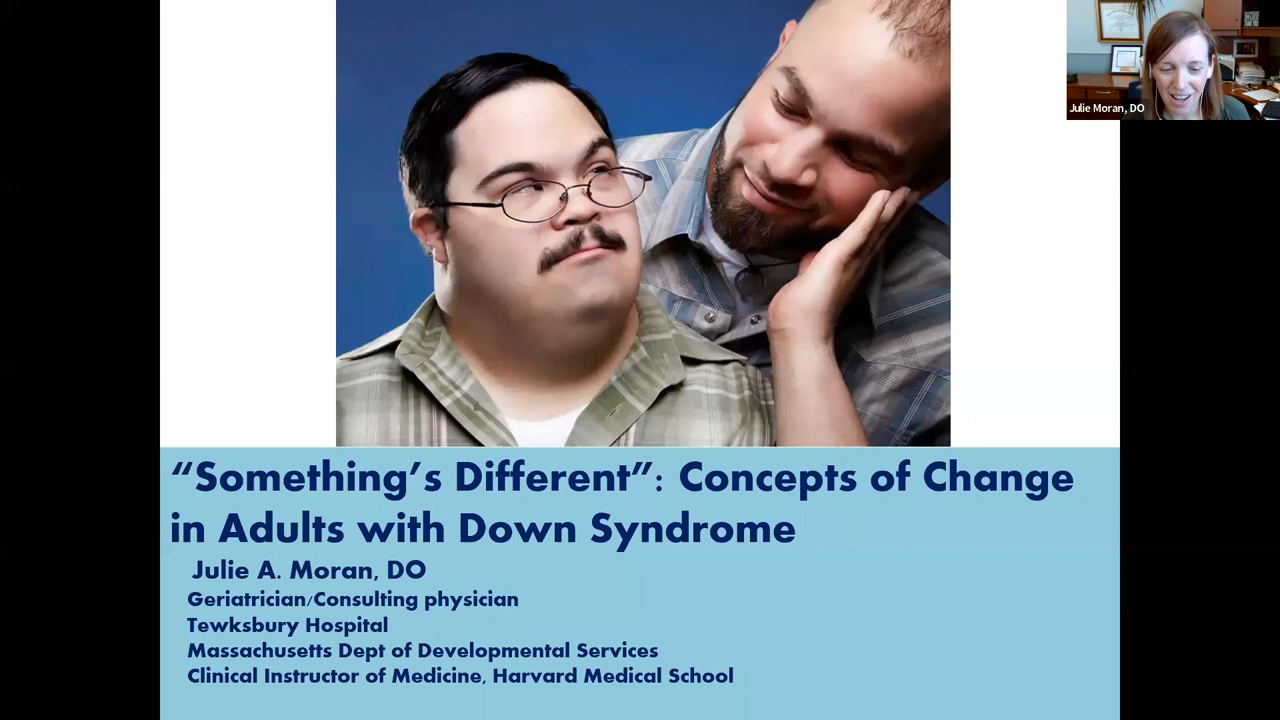 Julie Moran, DO
“Something’s Different”: Concepts of Change
in Adults with Down Syndrome
Julie A. Moran, DO
Geriatrician/Consulting physician
Tewksbury Hospital
Massachusetts Dept of Developmental Services
Clinical Instructor of Medicine, Harvard Medical School